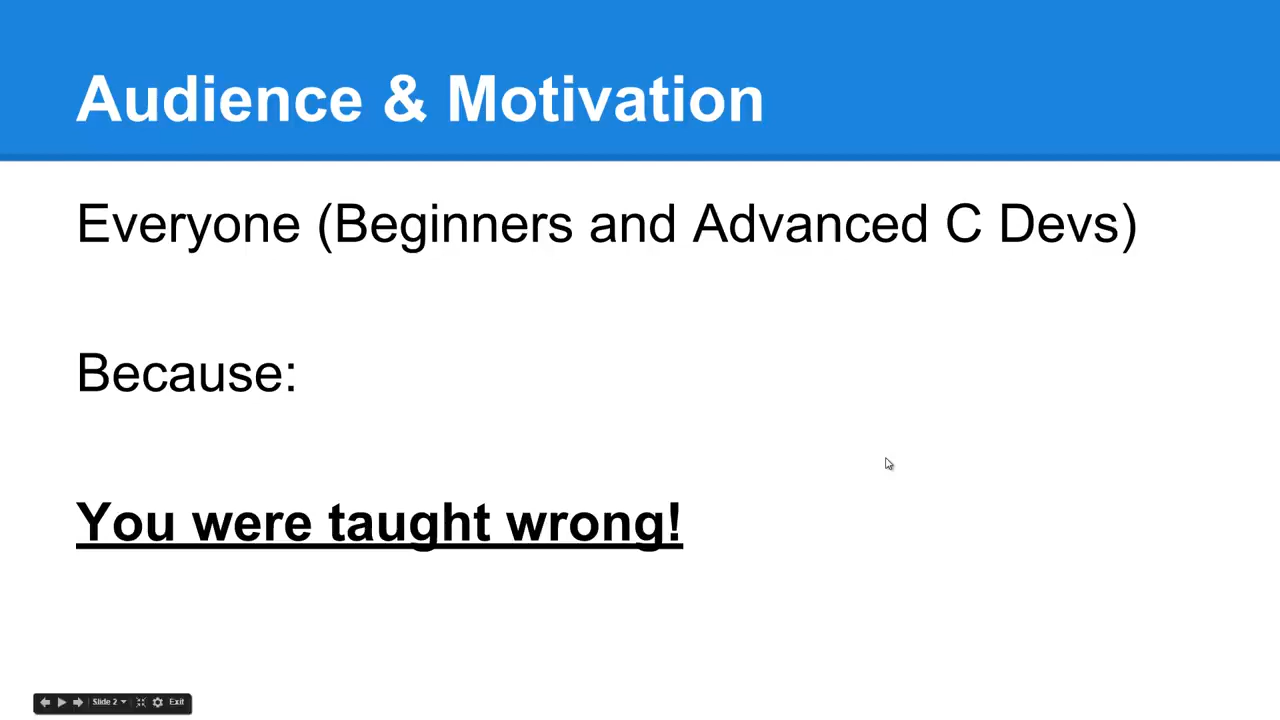 Audience & Motivation
Everyone (Beginners and Advanced C Devs)
Because:
You were taught wrong!
Slide 2
Exit